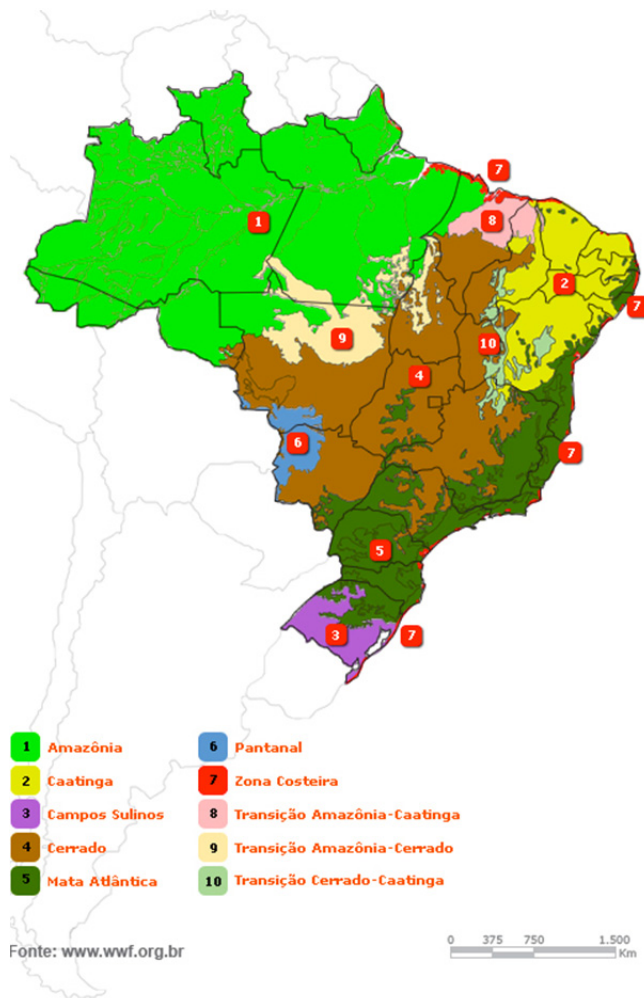 7
8
1
2
7
9
10
4
6
7
5
3
7
1 Amazônia
2 Caatinga
3 Campos Sulinos
4 Cerrado
5 Mata Atlântica
6 Pantanal
7 Zona Costeira
8 Transição Amazônia-Caatinga
9 Transição Amazônia-Cerrado
10 Transição Cerrado-Caatinga
Fonte: www.wwf.org.br
0 375 750 1.500
Km